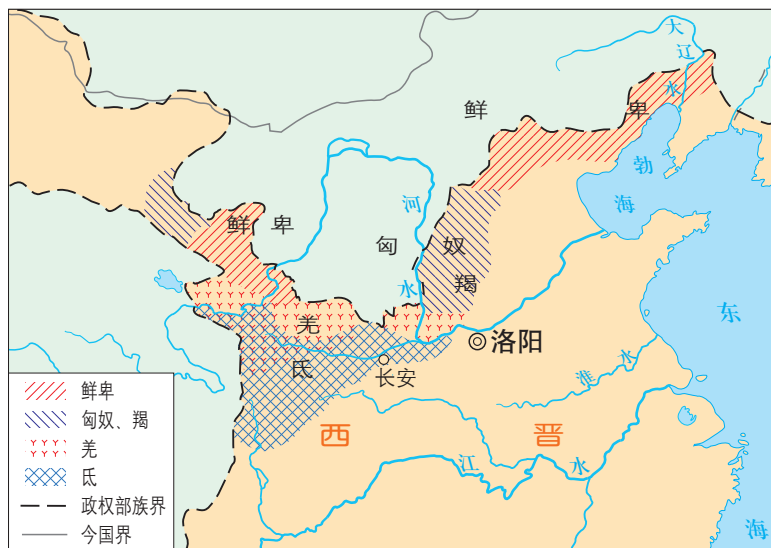 大辽水
鲜卑
勃海
河水
鲜卑
匈奴
羯
羌
氐
洛阳
长安
东海
淮水
西晋
江水
鲜卑
匈奴、羯
羌
氐
政权部族界
今国界